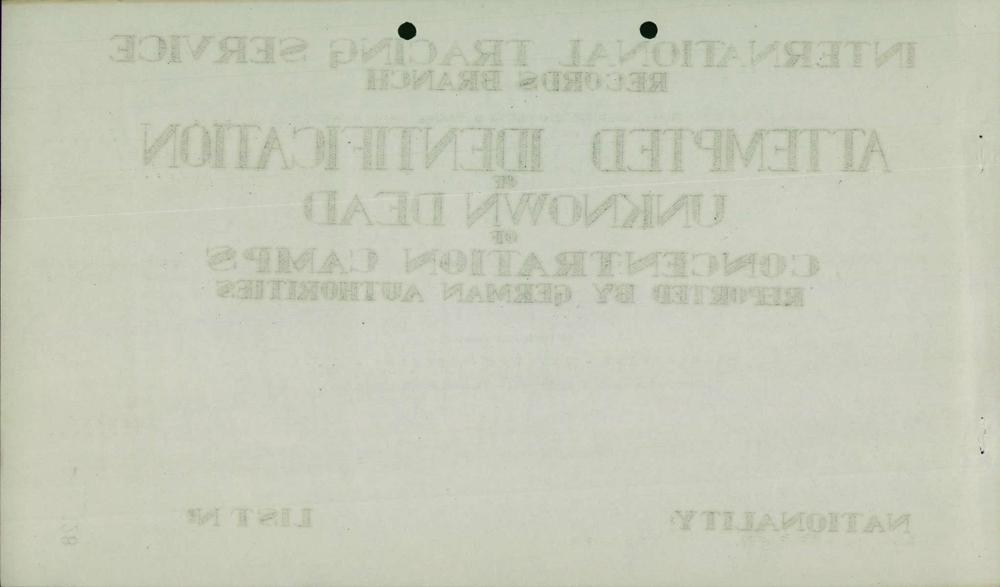 INTERNATIONAL TRACING SERVICE
RECORDS BRANCH
ATTEMPTED IDENTIFICATION
OF
UNKNOWN DEAD
OF
CONCENTRATION CAMPS
REPORTED BY GERMAN AUTHORITIES
NATIONALITY LIST Nº